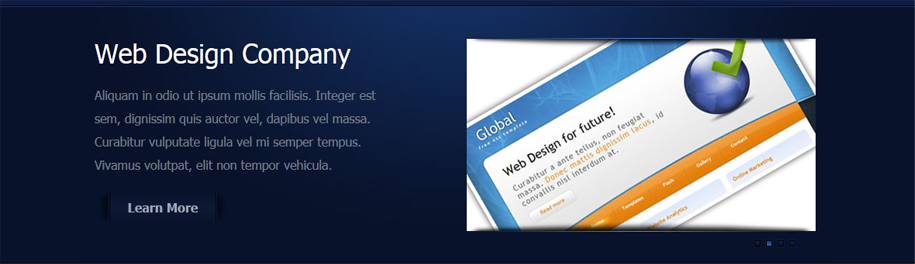 Web Design Company
Aliquam in odio ut ipsum mollis facilisis. Integer est
sem, dignissim quis auctor vel, dapibus vel massa.
Curabitur vulputate ligula vel mi semper tempus.
Vivamus volutpat, elit non tempor vehicula.
Learn More
Global
free css template
Web Design for future!
Curabitur a ante tellus, non feugiat
massa. Donec mattis dignissim lacus, id
convallis nisl interdum at.
Read more
Home Templates Flash Gallery Contact
Website Analytics
Online Marketing